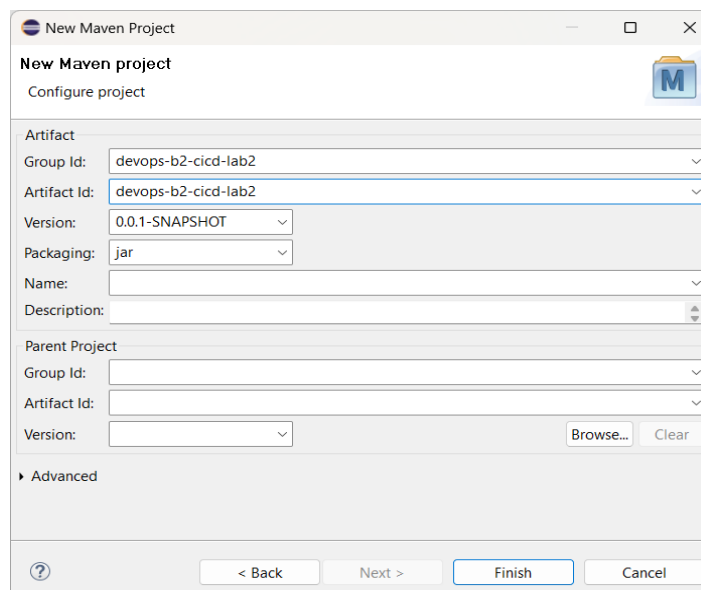 New Maven Project
New Maven project
Configure project
M
Artifact
Group Id: devops-b2-cicd-lab2
Artifact Id: devops-b2-cicd-lab2
Version: 0.0.1-SNAPSHOT
Packaging: jar
Name:
Description:
Parent Project
Group Id:
Artifact Id:
Version: Browse... Clear
Advanced
? < Back Next > Finish Cancel